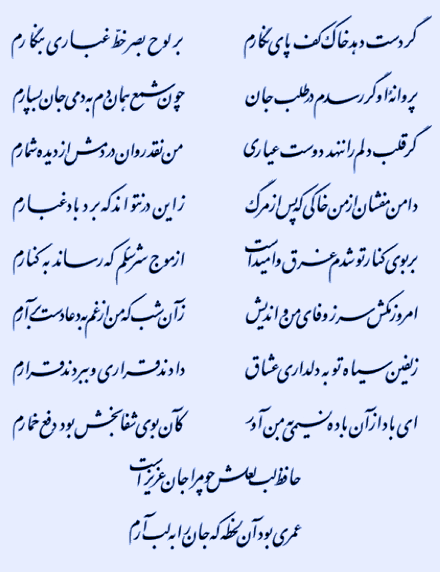 گر دست دهد خاک کف پای نگارم    بر لوح بصر خط غباری بنگارم
پروانه او گر رسدم در طلب جان    چون شمع همان دم به دمی جان بسپارم
گر قلب دلم را ننهد دوست عیاری    من نقد روان در دمش از دیده شمارم
دامن مفشان از من خاکی که پس از مرگ    زاین در نتواند که برد باد غبارم
بر بوی کنار تو شدم غرق و امید است    از موج سرشکم که رساند به کنارم
امروز مکش سر ز وفای من و اندیش    زآن شب که من از غم به دعا دست برآرم
زلفین سیاه تو به دلداری عشاق    دادند قراری و ببردند قرارم
ای باد از آن باده نسیمی به من آور    کآن بوی شفابخش بود دفع خمارم
حافظ لب لعلش چو مرا جان عزیز است
عمری بود آن لحظه که جان را به لب آرم